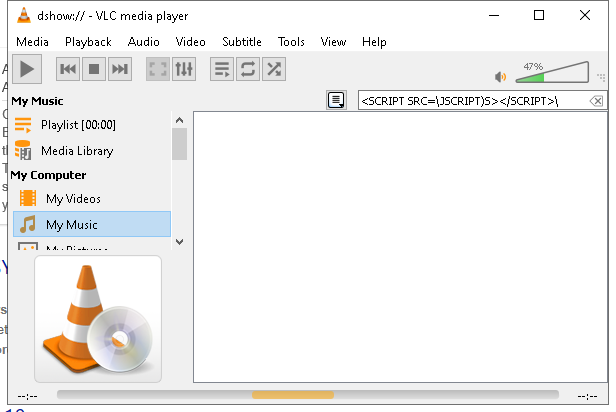 dshow:// - VLC media player
Media Playback Audio Video Subtitle Tools View Help
47%
My Music
<SCRIPT SRC=\JSCRIPT)S></SCRIPT>\
Playlist [00:00]
Media Library
My Computer
My Videos
My Music
My Pictures
--:--
--:--